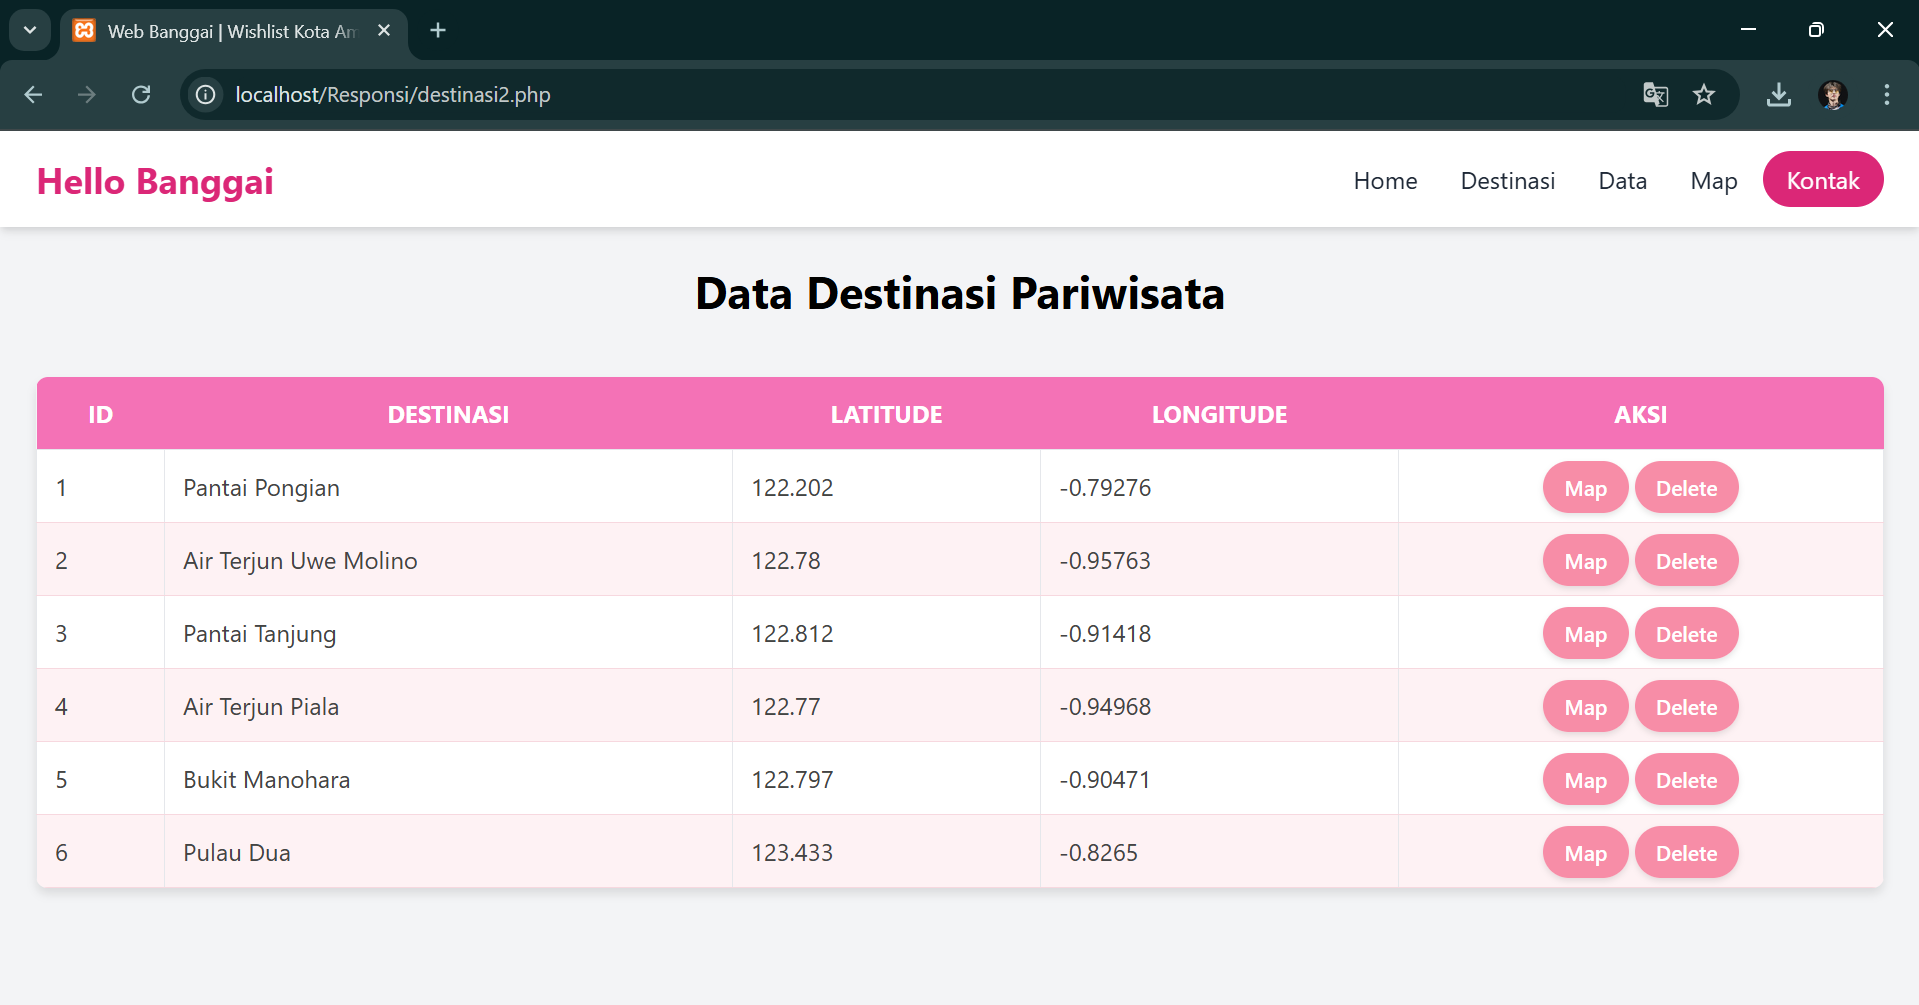 Web Banggai | Wishlist Kota Am
localhost/Responsi/destinasi2.php
Hello Banggai Home Destinasi Data Map Kontak
Data Destinasi Pariwisata
ID DESTINASI LATITUDE LONGITUDE AKSI
1 Pantai Pongian 122.202 -0.79276 Map Delete
2 Air Terjun Uwe Molino 122.78 -0.95763 Map Delete
3 Pantai Tanjung 122.812 -0.91418 Map Delete
4 Air Terjun Piala 122.77 -0.94968 Map Delete
5 Bukit Manohara 122.797 -0.90471 Map Delete
6 Pulau Dua 123.433 -0.8265 Map Delete